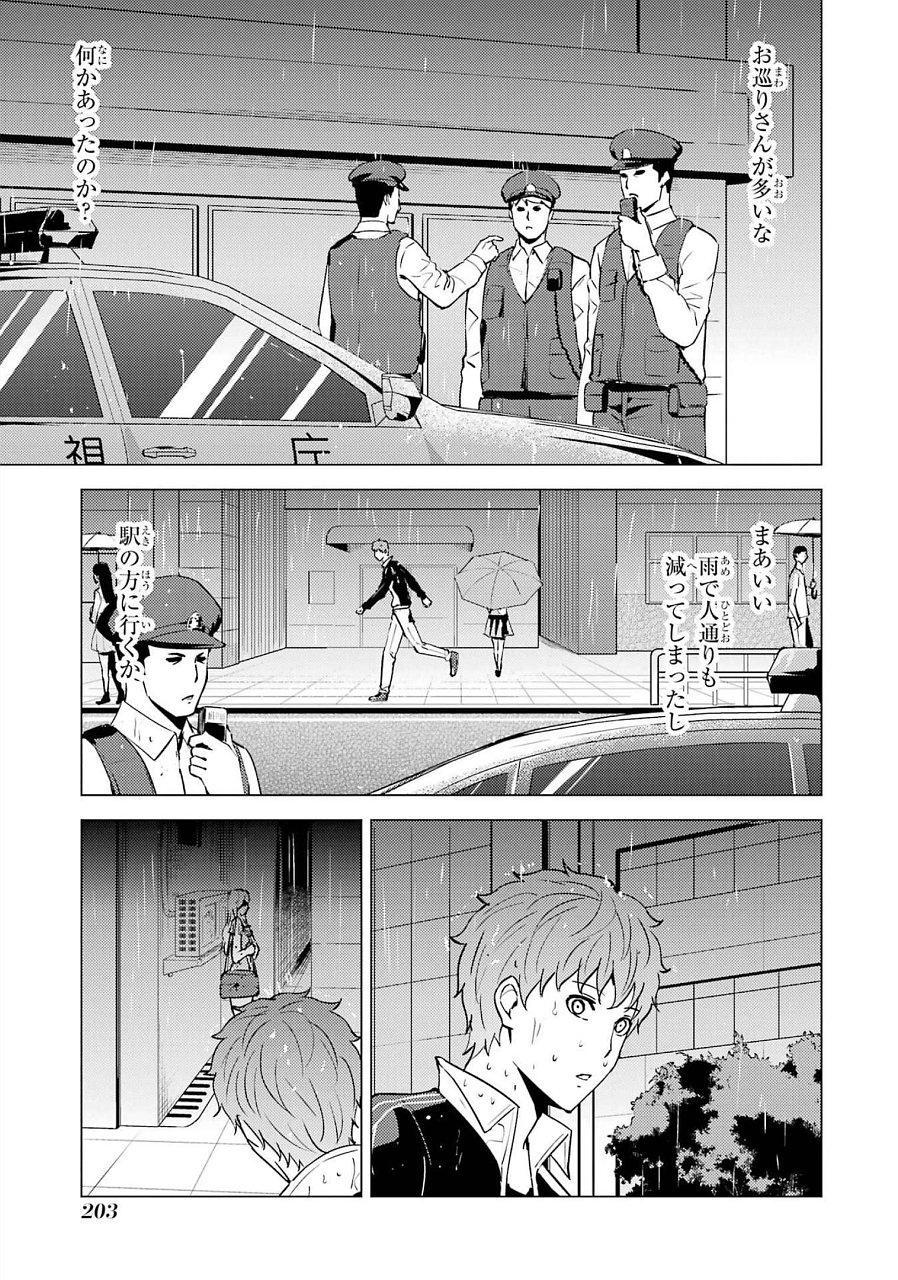 お巡りさんが多いな
何かあったのか?
視 庁
まあいい
雨で人通りも
減ってしまったし
駅の方に行くか
203